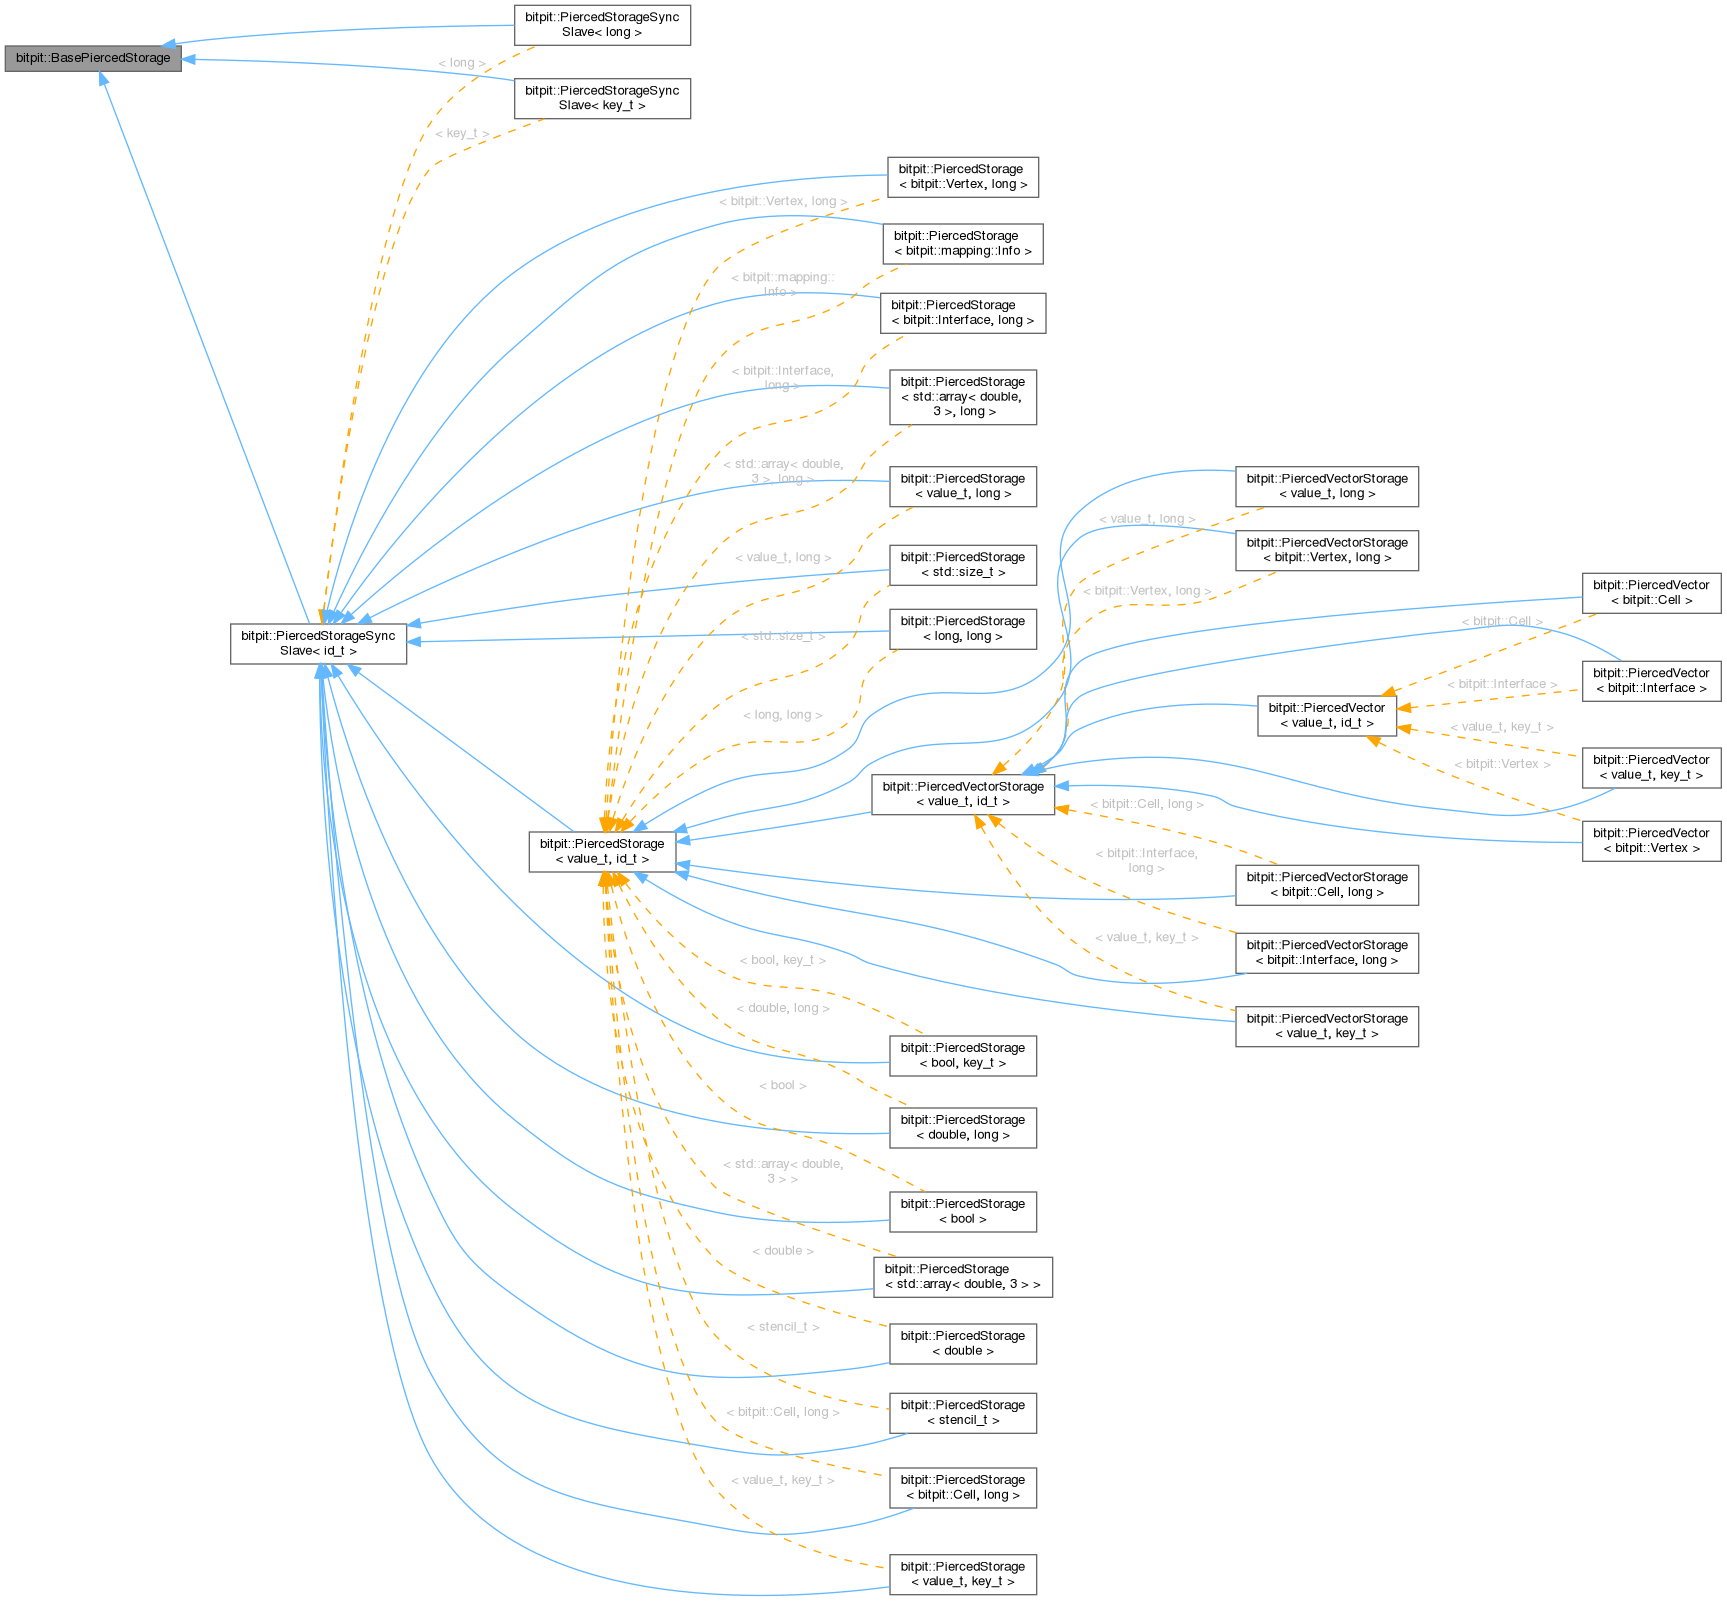 bitpit::BasePiercedStorage
bitpit::PiercedStorageSync
Slave< long >
< long >
bitpit::PiercedStorageSync
Slave< key_t >
< key_t >
bitpit::PiercedStorageSync
Slave< id_t >
bitpit::PiercedStorage
< bitpit::Vertex, long >
< bitpit::Vertex, long >
bitpit::PiercedStorage
< bitpit::mapping::Info >
< bitpit::mapping::
Info >
bitpit::PiercedStorage
< bitpit::Interface, long >
< bitpit::Interface,
long >
bitpit::PiercedStorage
< std::array< double,
3 >, long >
< std::array< double,
3 >, long >
bitpit::PiercedStorage
< value_t, long >
< value_t, long >
bitpit::PiercedStorage
< std::size_t >
< std::size_t >
bitpit::PiercedStorage
< long, long >
< long, long >
bitpit::PiercedStorage
< value_t, id_t >
bitpit::PiercedVectorStorage
< value_t, id_t >
bitpit::PiercedVectorStorage
< value_t, long >
< value_t, long >
bitpit::PiercedVectorStorage
< bitpit::Vertex, long >
< bitpit::Vertex, long >
bitpit::PiercedVector
< value_t, id_t >
bitpit::PiercedVector
< bitpit::Cell >
< bitpit::Cell >
bitpit::PiercedVector
< bitpit::Interface >
< bitpit::Interface >
bitpit::PiercedVector
< value_t, key_t >
< value_t, key_t >
bitpit::PiercedVector
< bitpit::Vertex >
< bitpit::Vertex >
bitpit::PiercedVectorStorage
< bitpit::Cell, long >
< bitpit::Cell, long >
bitpit::PiercedVectorStorage
< bitpit::Interface, long >
< bitpit::Interface,
long >
bitpit::PiercedVectorStorage
< value_t, key_t >
< value_t, key_t >
bitpit::PiercedStorage
< bool, key_t >
< bool, key_t >
bitpit::PiercedStorage
< double, long >
< double, long >
bitpit::PiercedStorage
< bool >
< bool >
bitpit::PiercedStorage
< std::array< double, 3 > >
< std::array< double,
3 > >
bitpit::PiercedStorage
< double >
< double >
bitpit::PiercedStorage
< stencil_t >
< stencil_t >
bitpit::PiercedStorage
< bitpit::Cell, long >
< bitpit::Cell, long >
bitpit::PiercedStorage
< value_t, key_t >
< value_t, key_t >